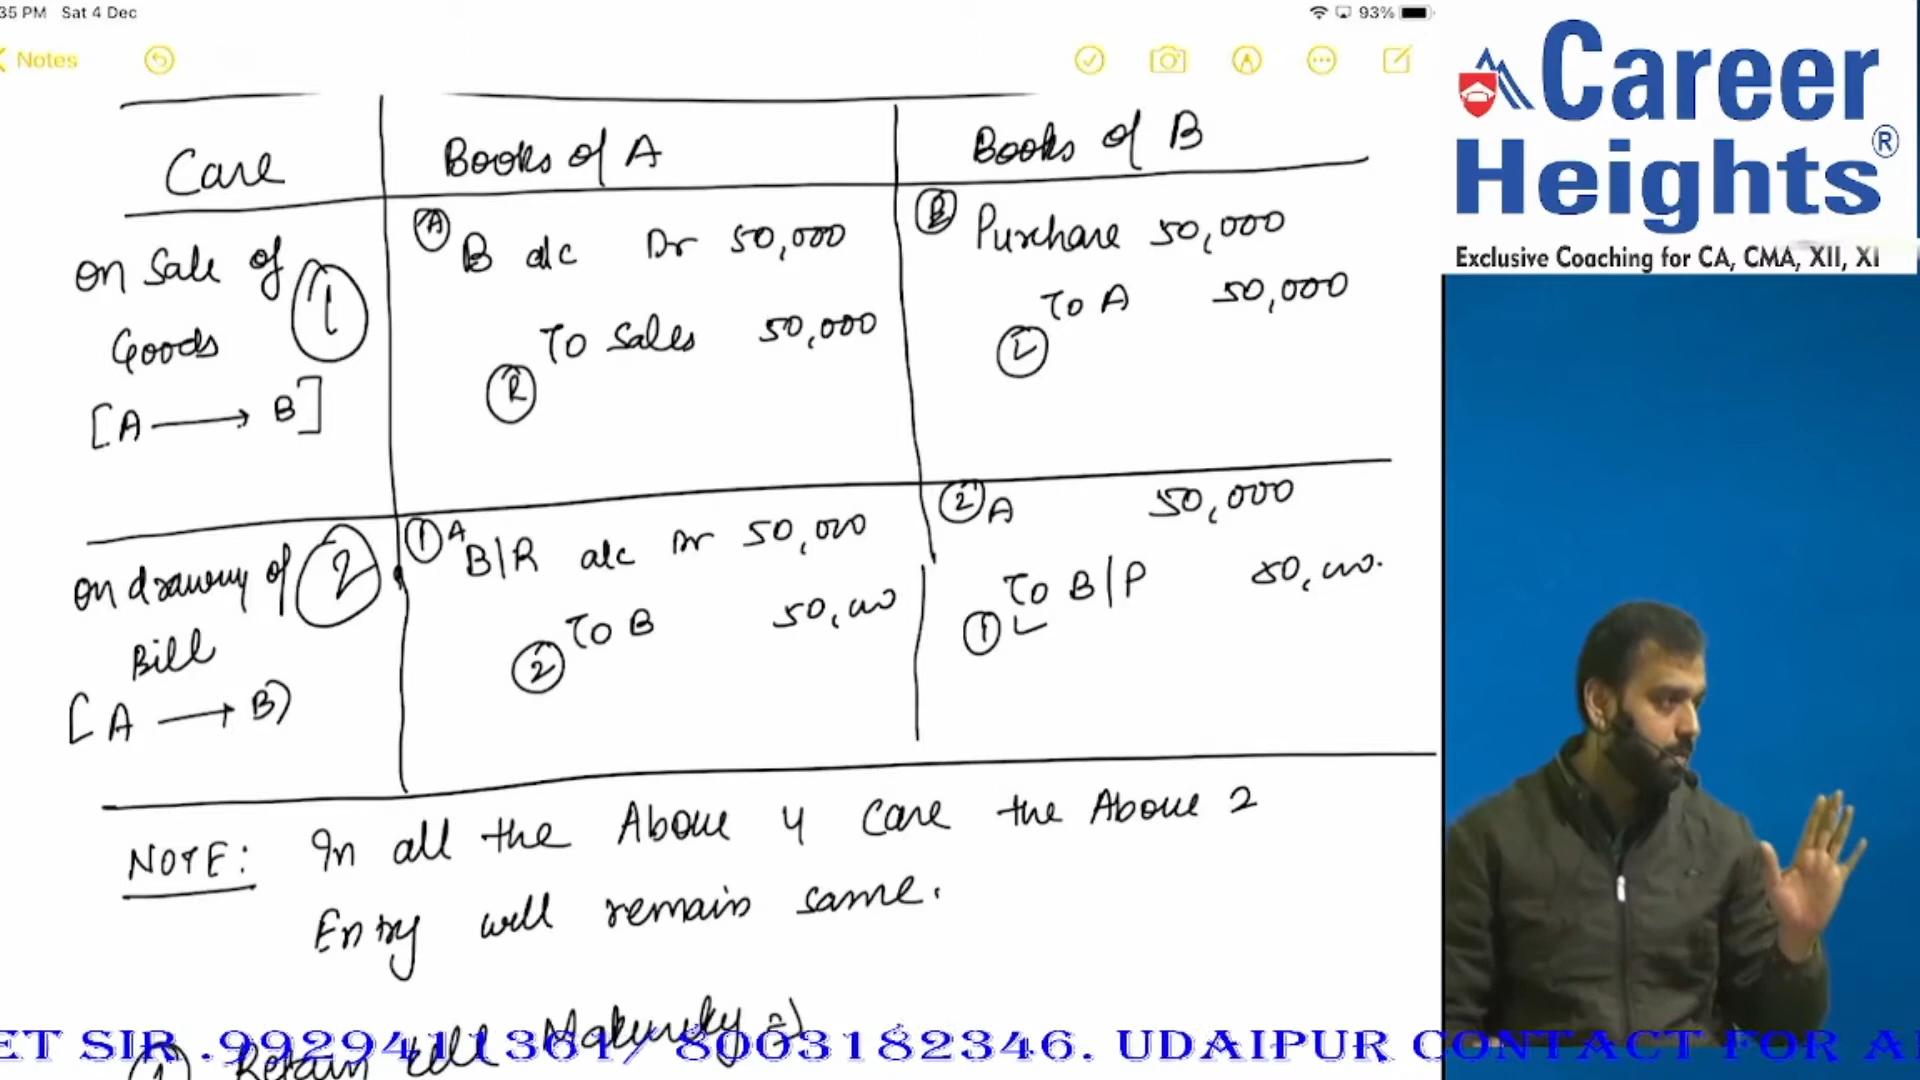 35 PM Sat 4 Dec
93%
Notes
Career
Heights®
Exclusive Coaching for CA, CMA, XII, XI
Case
Books of A
Books of B
on Sale of
Goods
1
[A → B]
A B a/c Dr 50,000
To Sales 50,000
R
Purchase 50,000
To A 50,000
L
on drawing of
Bill
2
[A → B)
1 A B/R a/c Dr 50,000
2 To B 50,000
2 A 50,000
1 To B/P 50,000.
NOTE: In all the Above 4 Case the Above 2
Entry will remain same.
(1) Retain till Maturity ⇒
ET SIR .9929411361/ 8003182346. UDAIPUR CONTACT FOR A